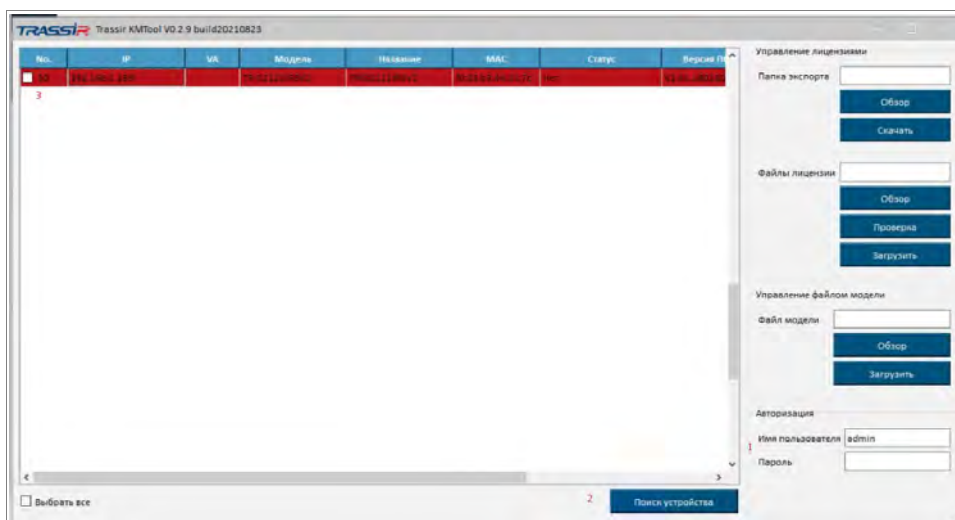 TRASSIR Trassir KMTool V0.2.9 build20210823
No. IP VA Модель Название MAC Статус Версия
3
Выбрать все
2
Поиск устройства
Управление лицензиями
Папка экспорта
Обзор
Скачать
Файлы лицензии
Обзор
Проверка
Загрузить
Управление файлом модели
Файл модели
Обзор
Загрузить
Авторизация
1
Имя пользователя admin
Пароль